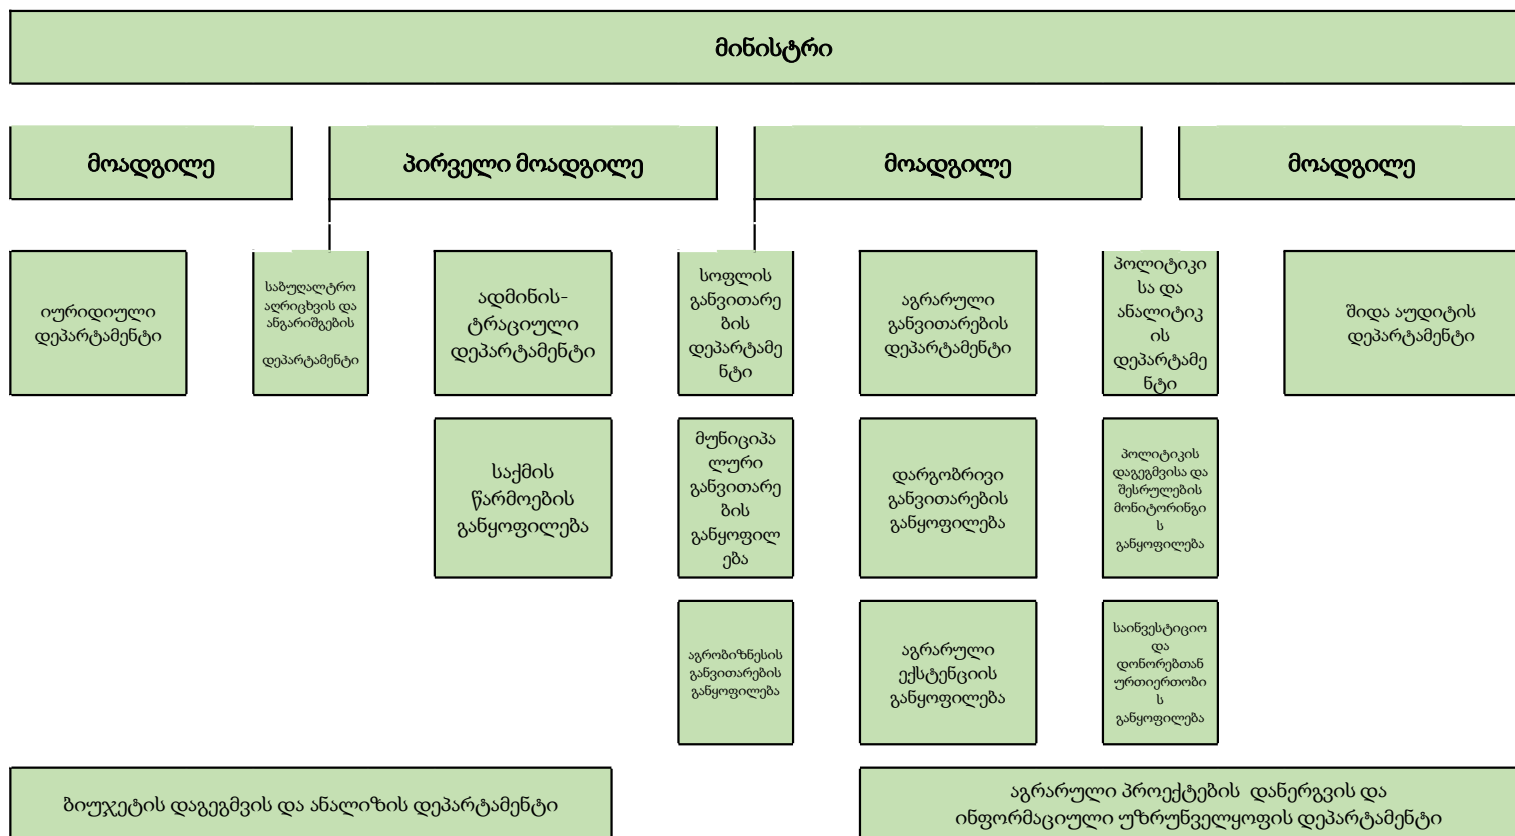 მინისტრი
მოადგილე
პირველი მოადგილე
მოადგილე
მოადგილე
იურიდიული
დეპარტამენტი
საბუღალტრო
აღრიცხვის და
ანგარიშგების
დეპარტამენტი
ადმინის-
ტრაციული
დეპარტამენტი
სოფლის
განვითარე
ბის
დეპარტამე
ნტი
აგრარული
განვითარების
დეპარტამენტი
პოლიტიკი
სა და
ანალიტიკ
ის
დეპარტამე
ნტი
შიდა აუდიტის
დეპარტამენტი
საქმის
წარმოების
განყოფილება
მუნიციპა
ლური
განვითარე
ბის
განყოფილ
ება
დარგობრივი
განვითარების
განყოფილება
პოლიტიკის
დაგეგმვისა და
შესრულების
მონიტორინგი
ს
განყოფილება
აგრობიზნესის
განვითარების
განყოფილება
აგრარული
ექსტენციის
განყოფილება
საინვესტიციო
და
დონორებთან
ურთიერთობი
ს
განყოფილება
ბიუჯეტის დაგეგმვის და ანალიზის დეპარტამენტი
აგრარული პროექტების დანერგვის და
ინფორმაციული უზრუნველყოფის დეპარტამენტი